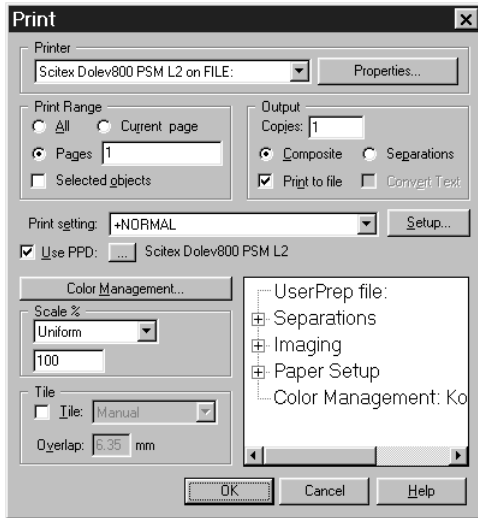 Print
Printer
Scitex Dolev800 PSM L2 on FILE:
Properties...
Print Range
All
Current page
Pages
1
Selected objects
Output
Copies: 1
Composite
Separations
Print to file
Convert Text
Print setting: +NORMAL
Setup...
Use PPD: ... Scitex Dolev800 PSM L2
Color Management...
Scale %
Uniform
100
Tile
Tile: Manual
Overlap: 6.35 mm
UserPrep file:
Separations
Imaging
Paper Setup
Color Management: Ko
OK
Cancel
Help